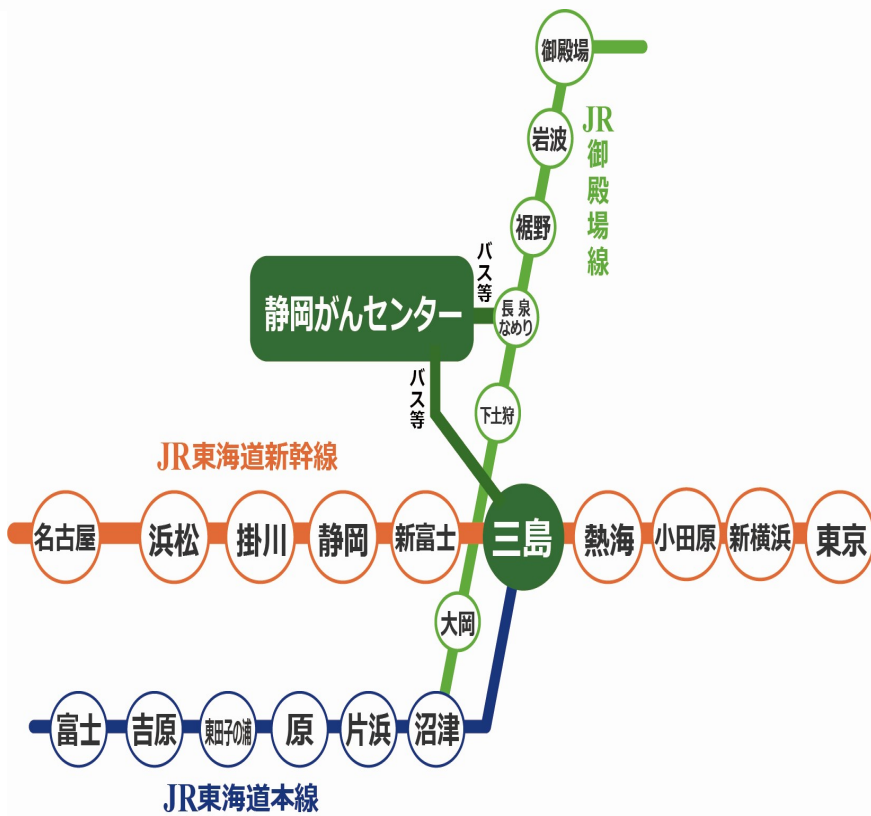 御殿場
JR御殿場線
岩波
裾野
バス等
静岡がんセンター
長泉
なめり
バス等
下土狩
JR東海道新幹線
名古屋
浜松
掛川
静岡
新富士
三島
熱海
小田原
新横浜
東京
大岡
富士
吉原
東田子の浦
原
片浜
沼津
JR東海道本線